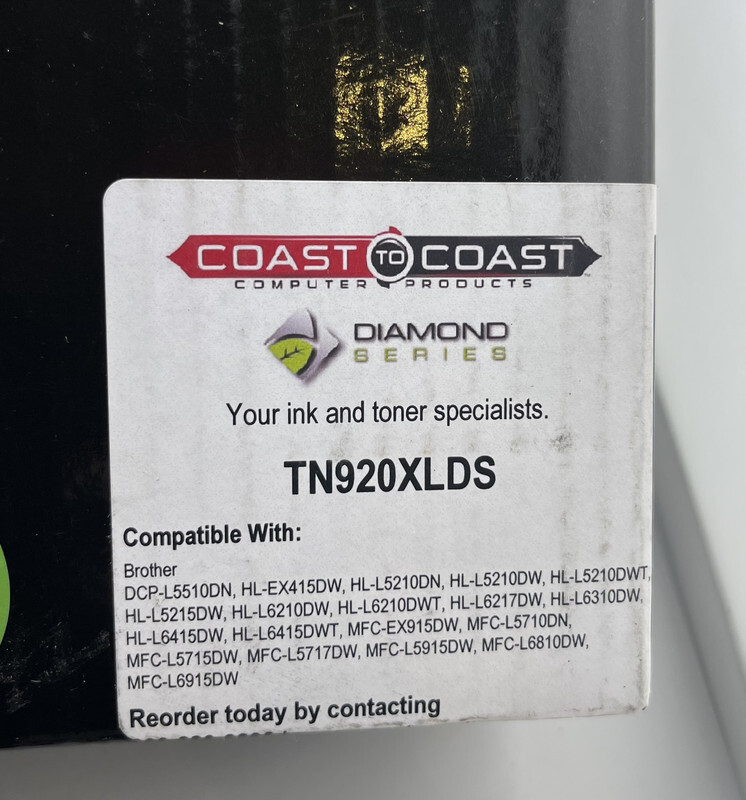 COAST TO COAST
COMPUTER PRODUCTS
DIAMOND
SERIES
Your ink and toner specialists.
TN920XLDS
Compatible With:
Brother
DCP-L5510DN, HL-EX415DW, HL-L5210DN, HL-L5210DW, HL-L5210DWT,
HL-L5215DW, HL-L6210DW, HL-L6210DWT, HL-L6217DW, HL-L6310DW,
HL-L6415DW, HL-L6415DWT, MFC-EX915DW, MFC-L5710DN,
MFC-L5715DW, MFC-L5717DW, MFC-L5915DW, MFC-L6810DW,
MFC-L6915DW
Reorder today by contacting